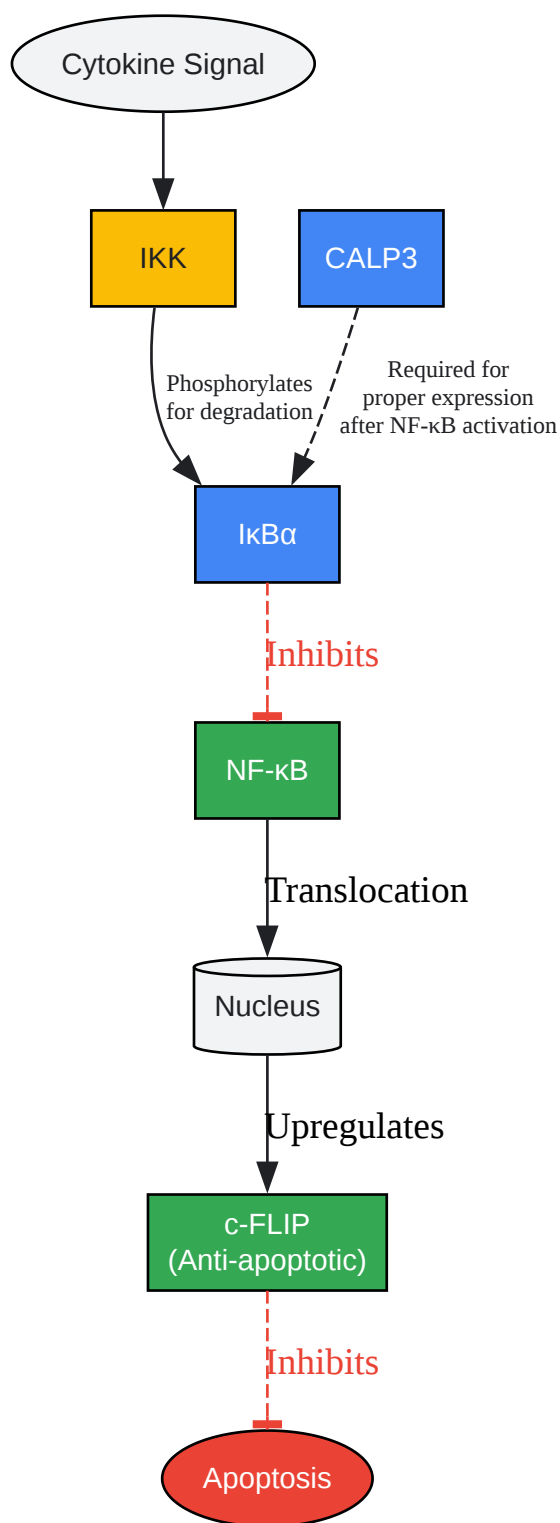 Cytokine Signal
IKK
CALP3
Phosphorylates
for degradation
Required for
proper expression
after NF-κB activation
IκBα
Inhibits
NF-κB
Translocation
Nucleus
Upregulates
c-FLIP
(Anti-apoptotic)
Inhibits
Apoptosis